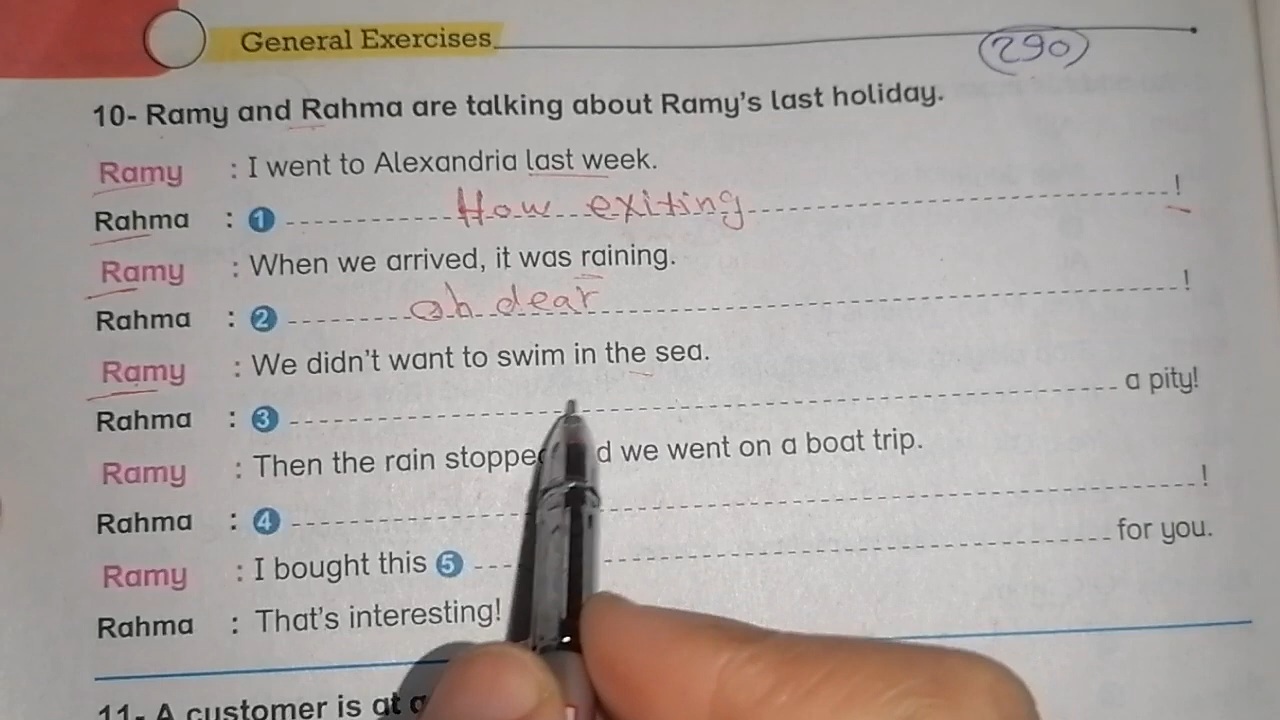 General Exercises
290
10- Ramy and Rahma are talking about Ramy's last holiday.
Ramy : I went to Alexandria last week.
Rahma : 1 How exiting !
Ramy : When we arrived, it was raining.
Rahma : 2 oh dear !
Ramy : We didn't want to swim in the sea.
Rahma : 3 a pity!
Ramy : Then the rain stopped we went on a boat trip.
Rahma : 4 !
Ramy : I bought this 5 for you.
Rahma : That's interesting!
11- A customer is at